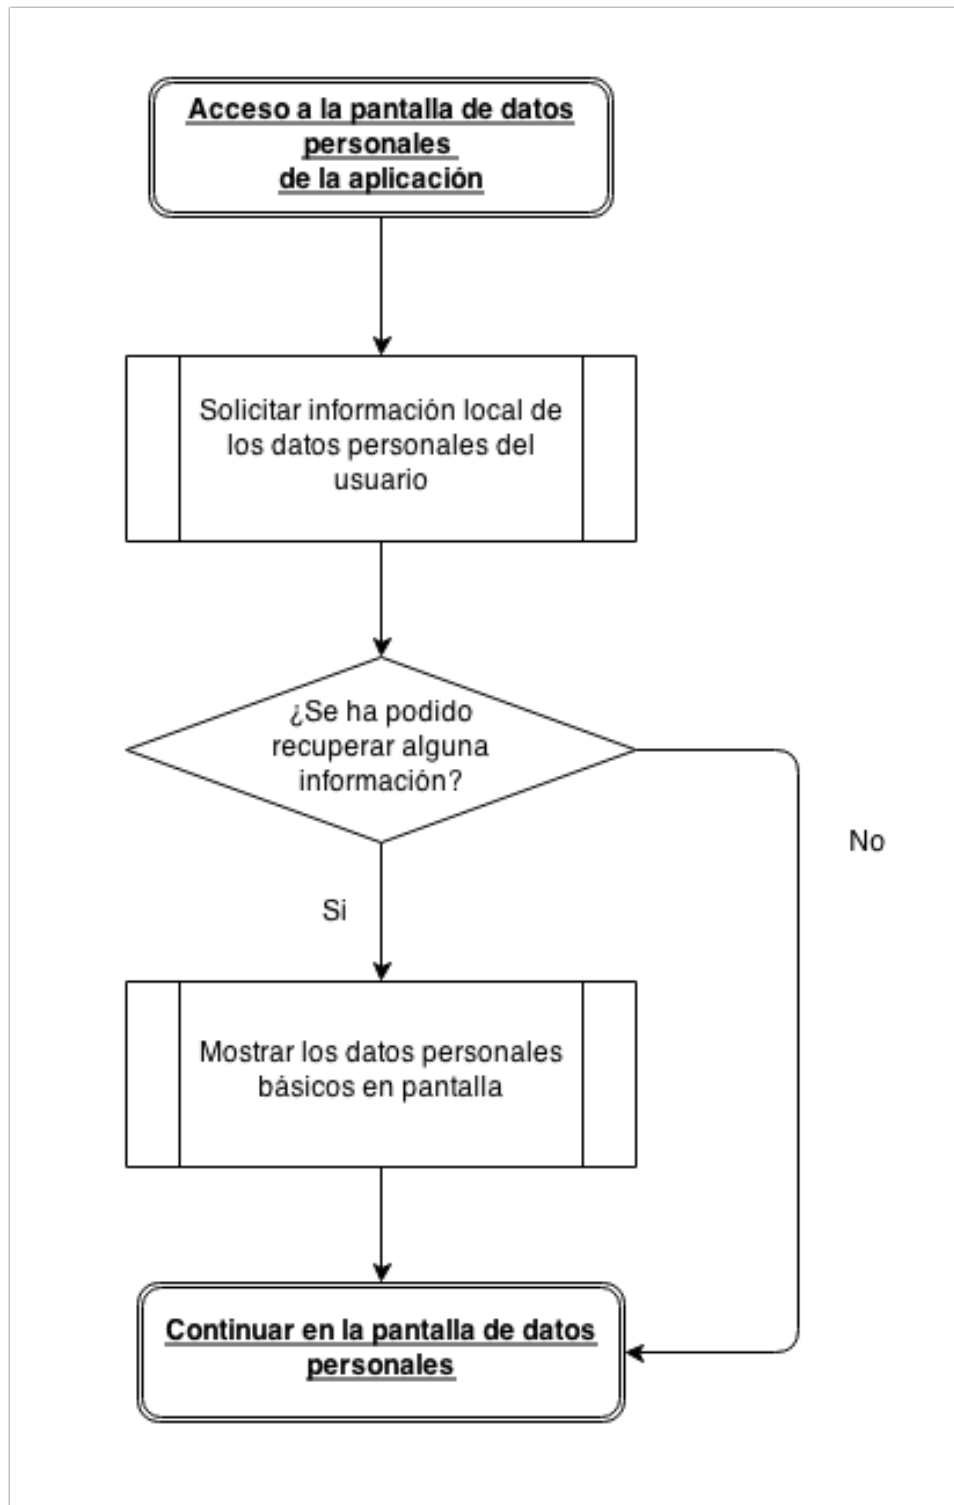 Acceso a la pantalla de datos
personales
de la aplicación
Solicitar información local de
los datos personales del
usuario
¿Se ha podido
recuperar alguna
información?
No
Si
Mostrar los datos personales
básicos en pantalla
Continuar en la pantalla de datos
personales